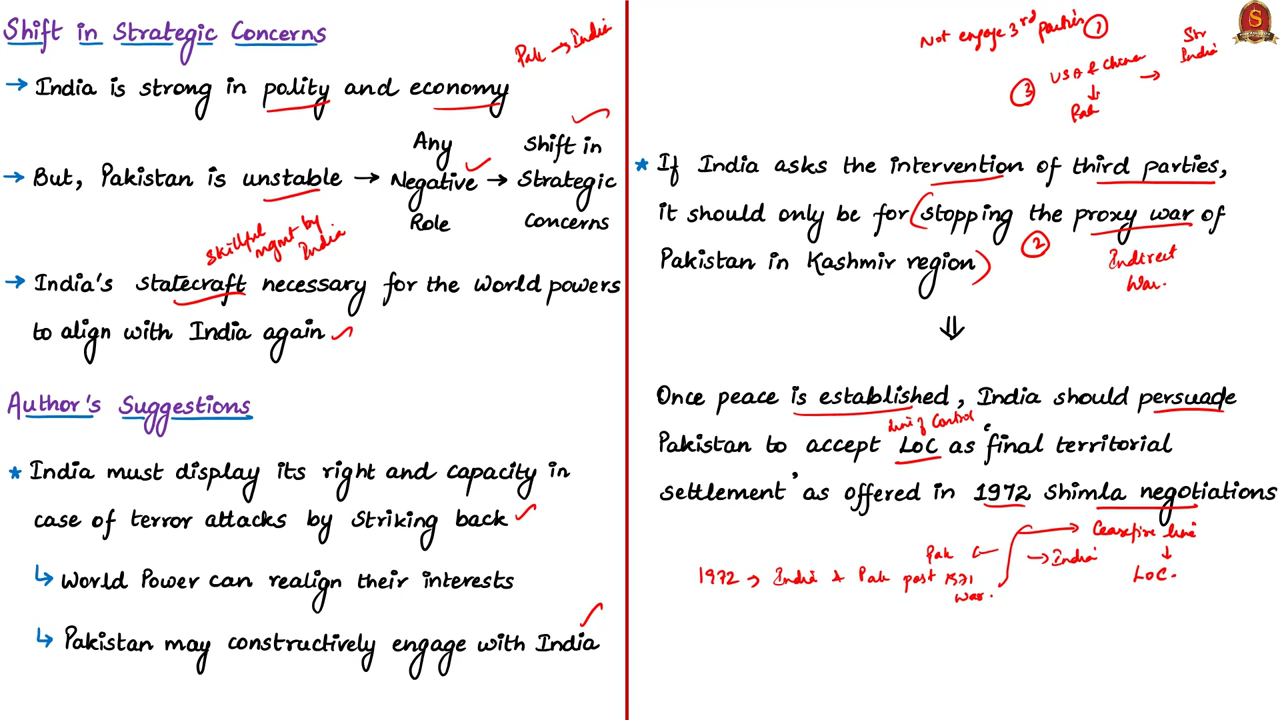 Shift in Strategic Concerns
Pak → India
→ India is strong in polity and economy
→ But, Pakistan is unstable → Any Negative Role → Shift in Strategic Concerns
skillful mgmt by India
→ India's statecraft necessary for the world powers
to align with India again
Author's Suggestions
* India must display its right and capacity in
case of terror attacks by striking back
↳ World Power can realign their interests
↳ Pakistan may constructively engage with India
Not engage 3rd parties ①
③ USA & China →
India
↓
Pak
* If India asks the intervention of third parties,
it should only be for (stopping the proxy war of
②
Pakistan in Kashmir region)
Indirect
War.
⇓
Once peace is established, India should persuade
Line of Control
Pakistan to accept LoC as 'final territorial
settlement' as offered in 1972 Shimla negotiations
Ceasefire line
↓
LoC.
Pak
→ India
1972 → India & Pak post 1971
war.
S